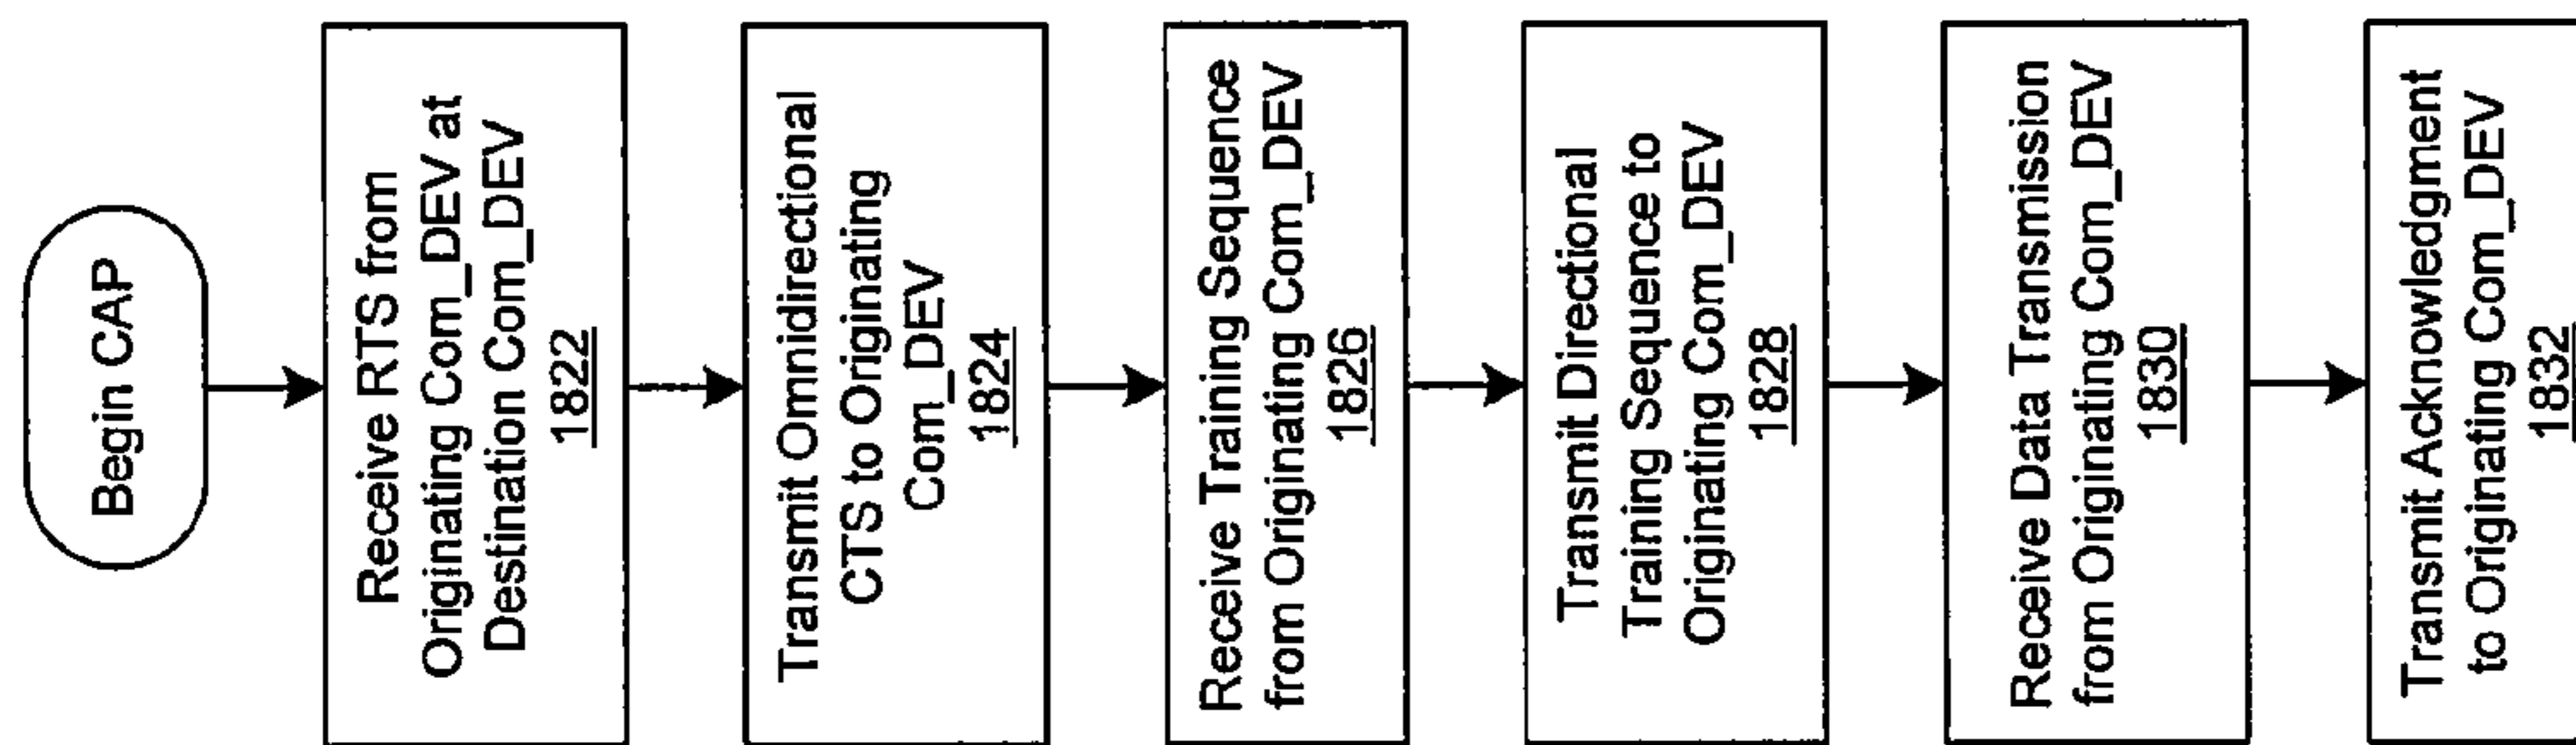 Begin CAP
Receive RTS from
Originating Com_DEV at
Destination Com_DEV
1822
Transmit Omnidirectional
CTS to Originating
Com_DEV
1824
Receive Training Sequence
from Originating Com_DEV
1826
Transmit Directional
Training Sequence to
Originating Com_DEV
1828
Receive Data Transmission
from Originating Com_DEV
1830
Transmit Acknowledgment
to Originating Com_DEV
1832